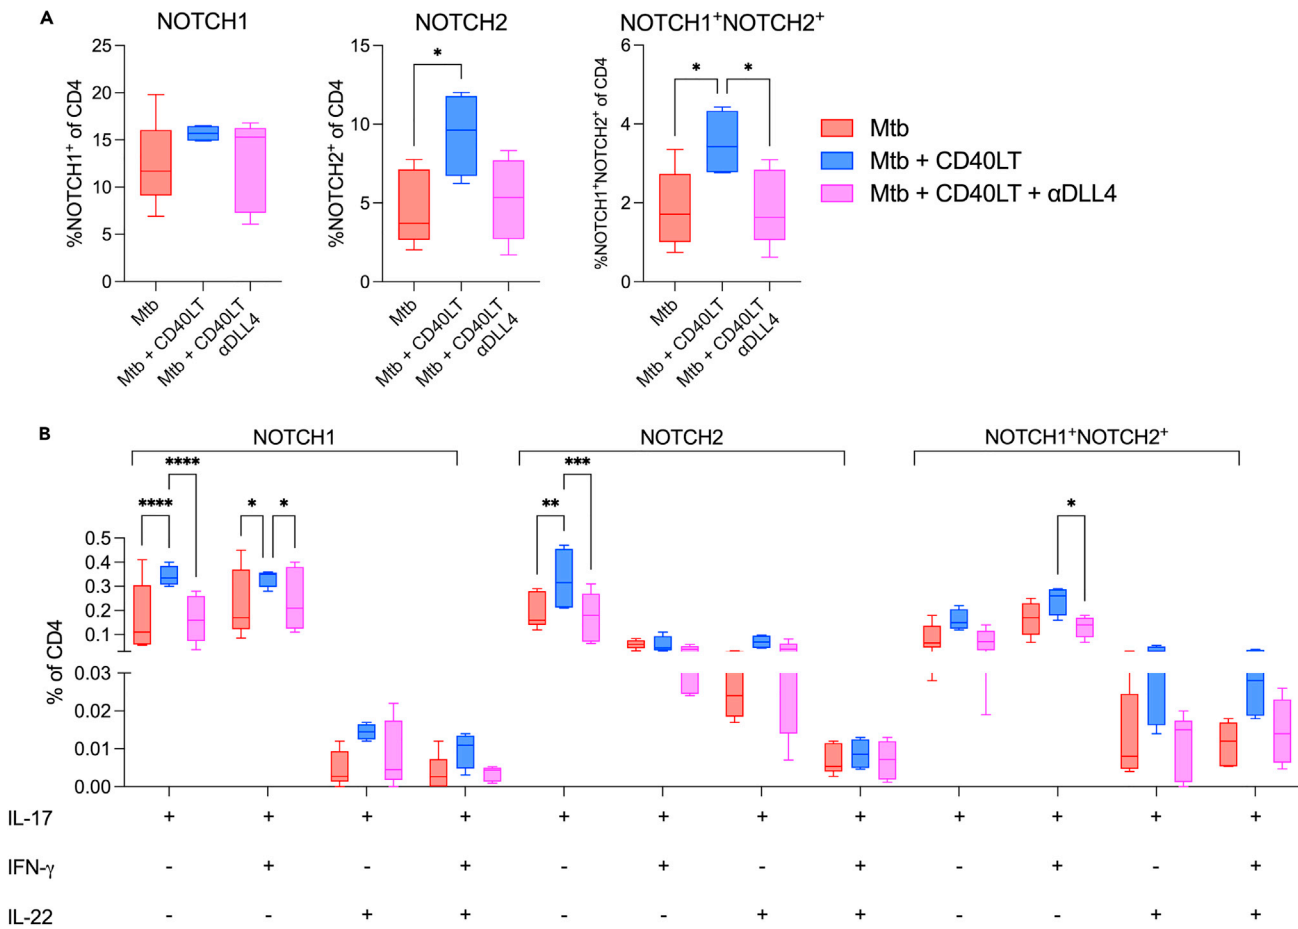 A
NOTCH1
NOTCH2
NOTCH1⁺NOTCH2⁺
%NOTCH1⁺ of CD4
25
20
15
10
5
0
Mtb
Mtb + CD40LT
Mtb + CD40LT
αDLL4
%NOTCH2⁺ of CD4
15
10
5
0
*
Mtb
Mtb + CD40LT
Mtb + CD40LT
αDLL4
%NOTCH1⁺NOTCH2⁺ of CD4
6
4
2
0
* *
Mtb
Mtb + CD40LT
Mtb + CD40LT
αDLL4
Mtb
Mtb + CD40LT
Mtb + CD40LT + αDLL4
B
NOTCH1
NOTCH2
NOTCH1⁺NOTCH2⁺
**** ***
**** * * ** *
% of CD4
0.5
0.4
0.3
0.2
0.1
0.03
0.02
0.01
0.00
IL-17 + + + + + + + + + + + +
IFN-γ - + - + - + - + - + - +
IL-22 - - + + - - + + - - + +